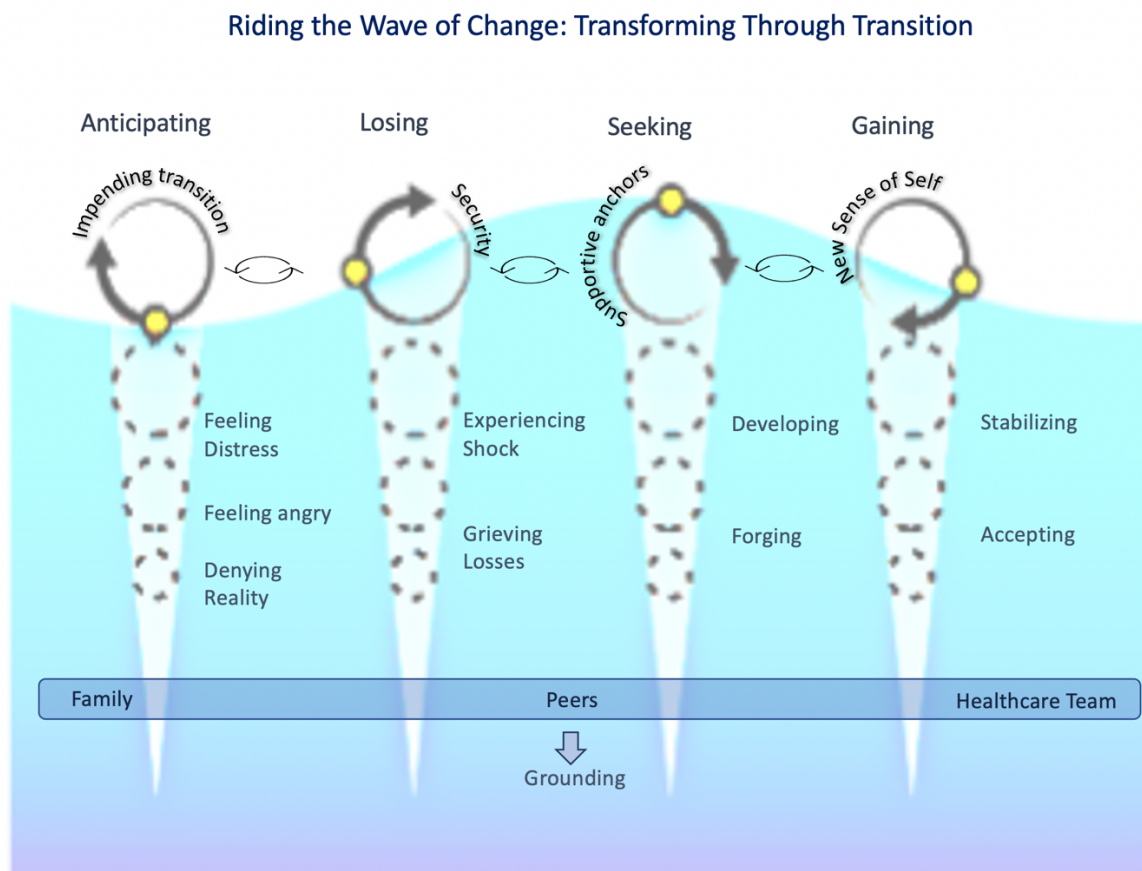 Riding the Wave of Change: Transforming Through Transition
Anticipating
Losing
Seeking
Gaining
Impending transition
Security
Supportive anchors
New Sense of Self
Feeling
Distress
Feeling angry
Denying
Reality
Experiencing
Shock
Grieving
Losses
Developing
Forging
Stabilizing
Accepting
Family
Peers
Healthcare Team
Grounding